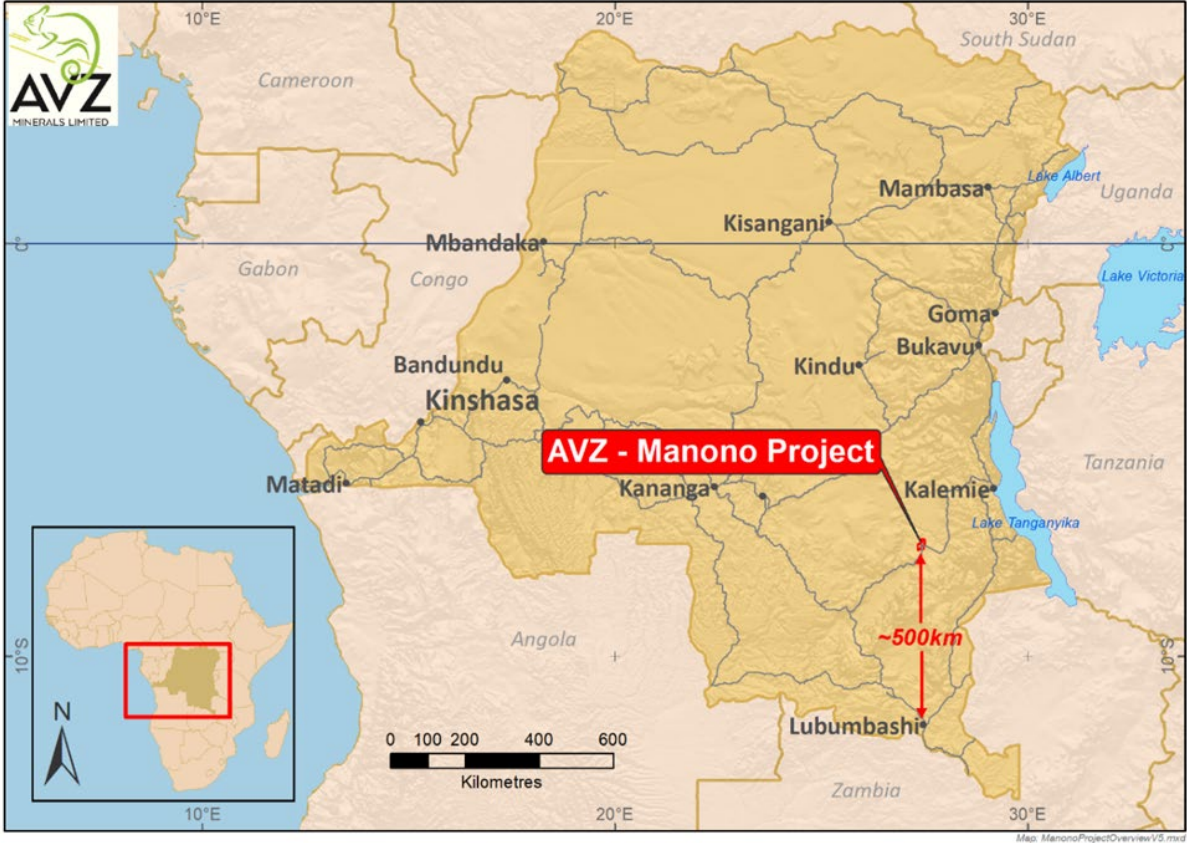 10°E
20°E
30°E
AVZ
MINERALS LIMITED
Cameroon
South Sudan
Lake Albert
Uganda
Mambasa
Kisangani
0°
Mbandaka
0°
Gabon
Congo
Lake Victoria
Goma
Bukavu
Bandundu
Kindu
Kinshasa
AVZ - Manono Project
Tanzania
Matadi
Kananga
Kalemie
Lake Tanganyika
Angola
~500km
10°S
10°S
Lubumbashi
N
0 100 200 400 600
Kilometres
Zambia
10°E
20°E
30°E
Map: ManonoProjectOverviewV5.mxd